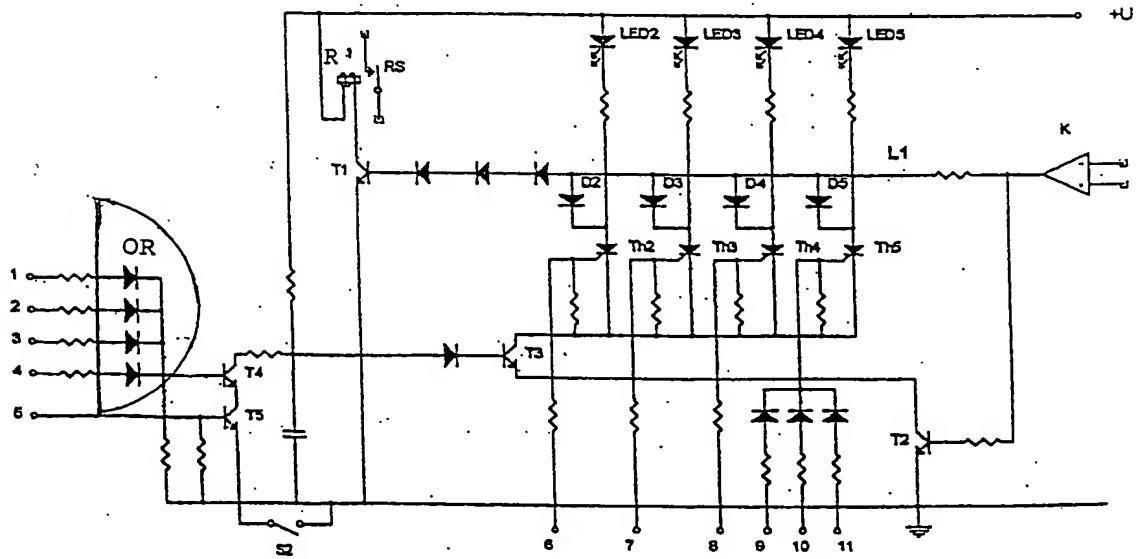 +U
LED2 LED3 LED4 LED5
R RS
K
T1 L1
D2 D3 D4 D5
OR
Th2 Th3 Th4 Th5
1
2
3
4
5
T4 T3
T5
T2
S2
6 7 8 9 10 11